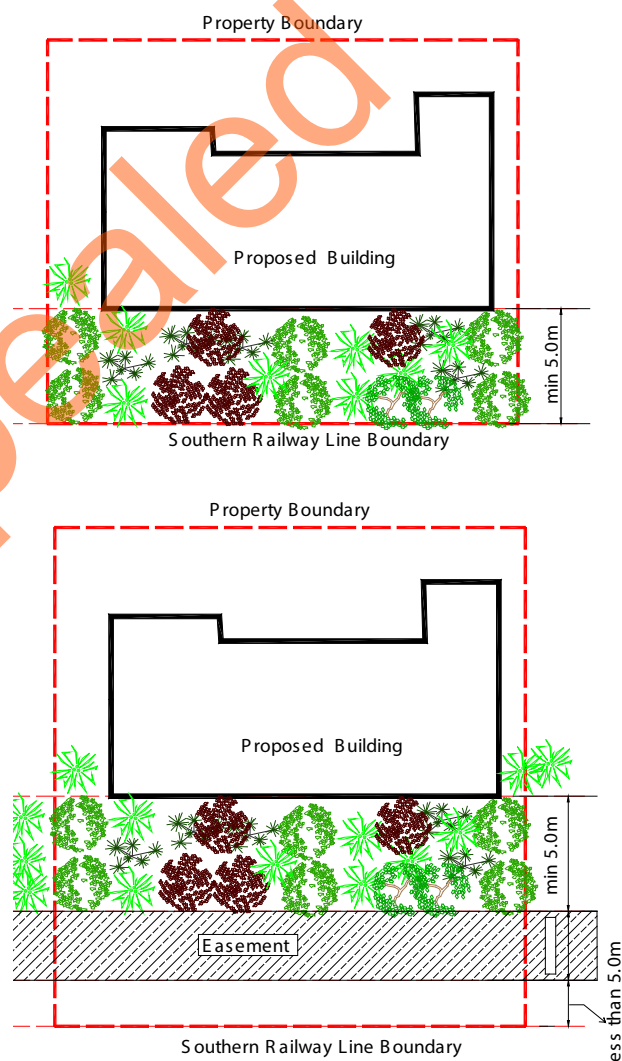 Property Boundary
Proposed Building
min 5.0m
Southern Railway Line Boundary
Property Boundary
Proposed Building
min 5.0m
Easement
Southern Railway Line Boundary